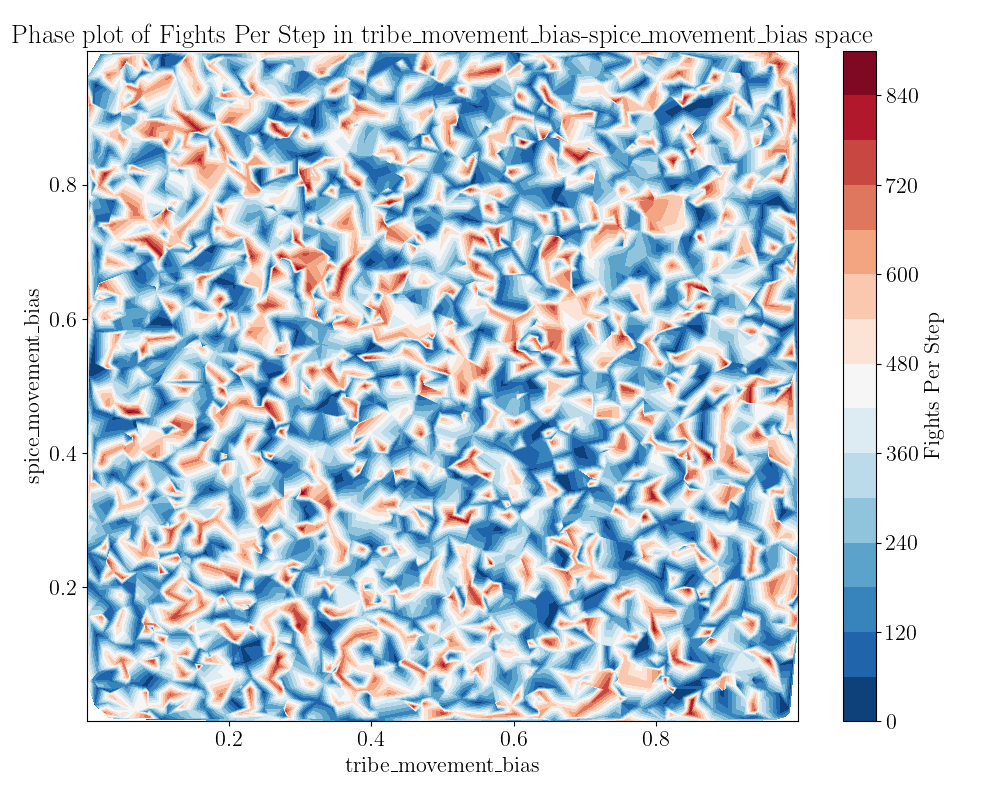 Phase plot of Fights Per Step in tribe_movement_bias-spice_movement_bias space
0.8
0.6
0.4
0.2
spice_movement_bias
0.2 0.4 0.6 0.8
tribe_movement_bias
840
720
600
480
360
240
120
0
Fights Per Step